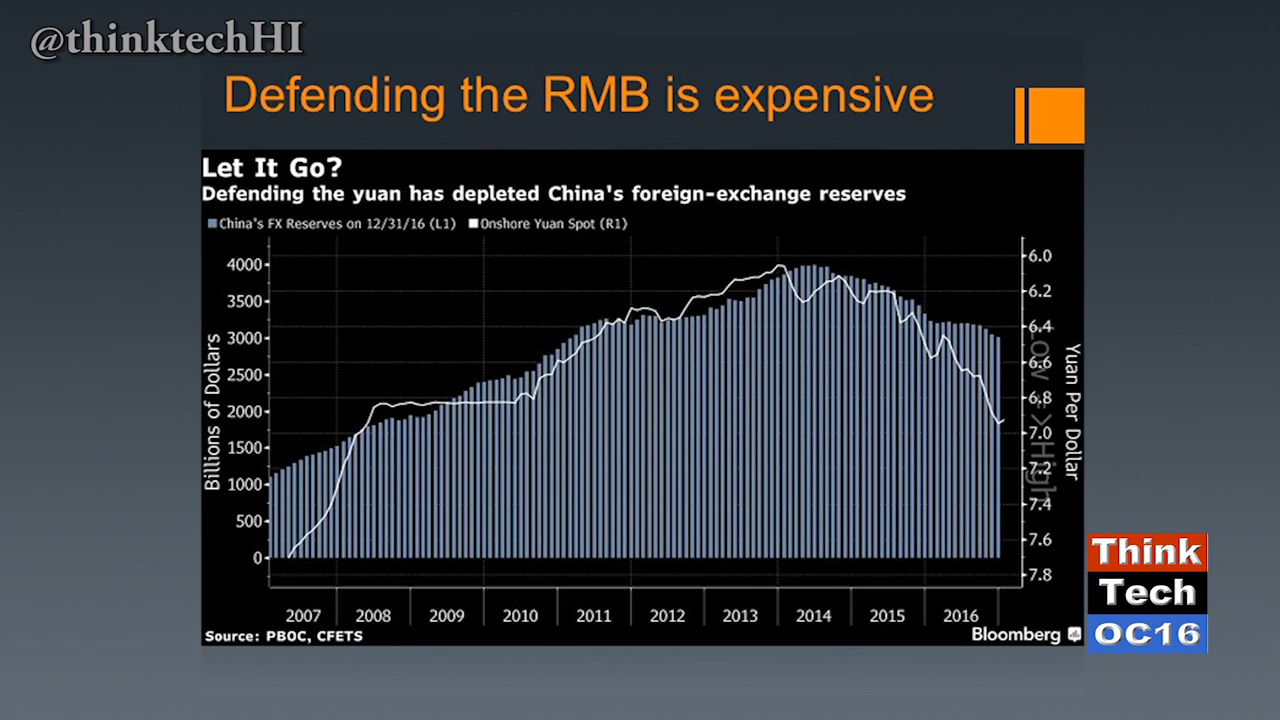 @thinktechHI
Defending the RMB is expensive
Let It Go?
Defending the yuan has depleted China's foreign-exchange reserves
China's FX Reserves on 12/31/16 (L1) Onshore Yuan Spot (R1)
Billions of Dollars
4000
3500
3000
2500
2000
1500
1000
500
0
6.0
6.2
6.4
6.6
6.8
7.0
7.2
7.4
7.6
7.8
Low => High
Yuan Per Dollar
2007 2008 2009 2010 2011 2012 2013 2014 2015 2016
Source: PBOC, CFETS
Bloomberg
Think
Tech
OC16